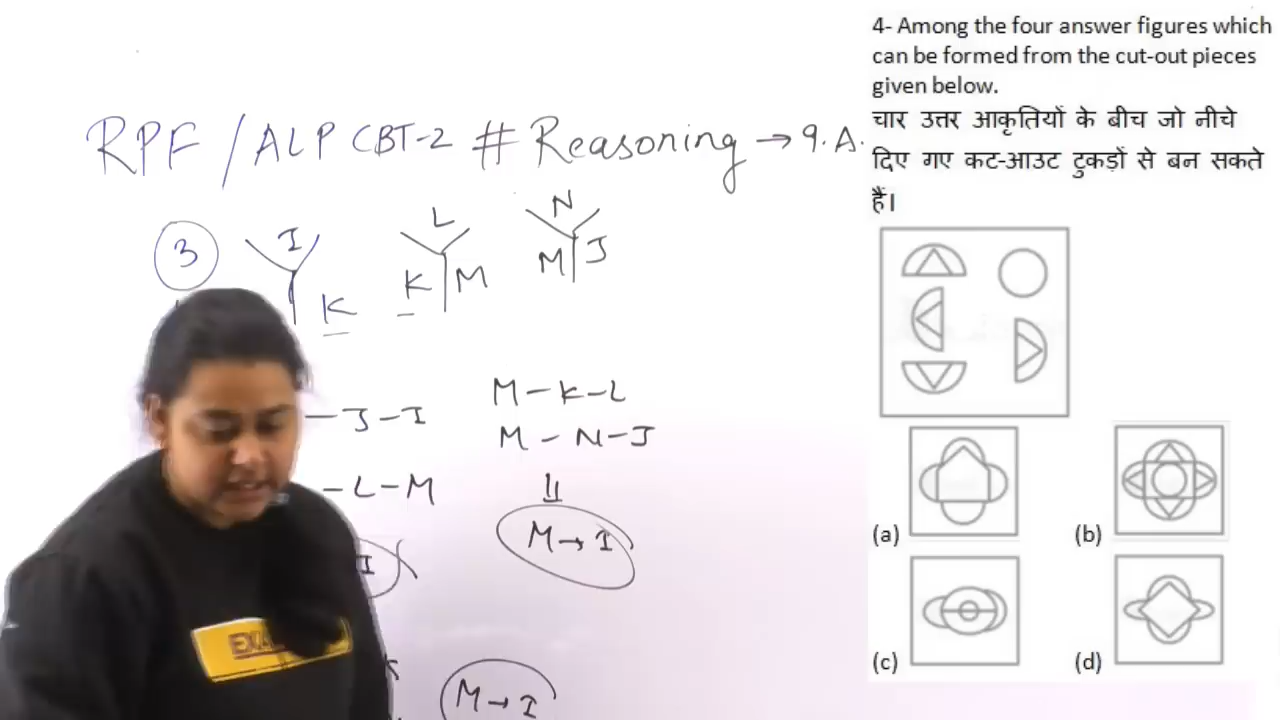 4- Among the four answer figures which
can be formed from the cut-out pieces
given below.
चार उत्तर आकृतियों के बीच जो नीचे
दिए गए कट-आउट टुकड़ों से बन सकते
हैं।
RPF / ALP CBT-2 # Reasoning → 9. A.
3 I K L K M N M J
- J - I M - K - L
M - N - J
- L - M
M → I
I
M → I
(a) (b)
(c) (d)